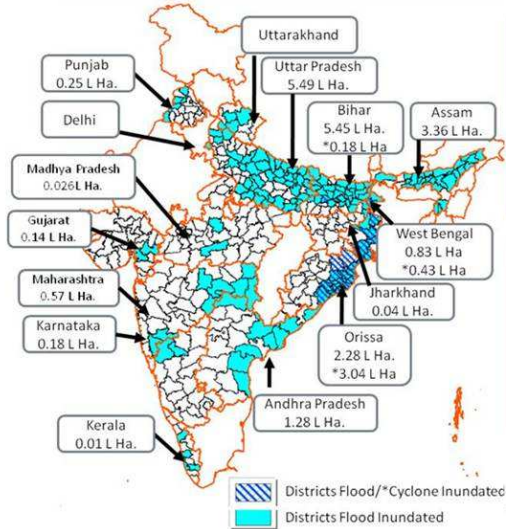 Uttarakhand
Punjab
0.25 L Ha.
Uttar Pradesh
5.49 L Ha.
Delhi
Bihar
5.45 L Ha.
*0.18 L Ha.
Assam
3.36 L Ha.
Madhya Pradesh
0.026L Ha.
Gujarat
0.14 L Ha.
West Bengal
0.83 L Ha
*0.43 L Ha.
Maharashtra
0.57 L Ha.
Jharkhand
0.04 L Ha.
Karnataka
0.18 L Ha.
Orissa
2.28 L Ha.
*3.04 L Ha.
Andhra Pradesh
1.28 L Ha.
Kerala
0.01 L Ha.
Districts Flood/*Cyclone Inundated
Districts Flood Inundated